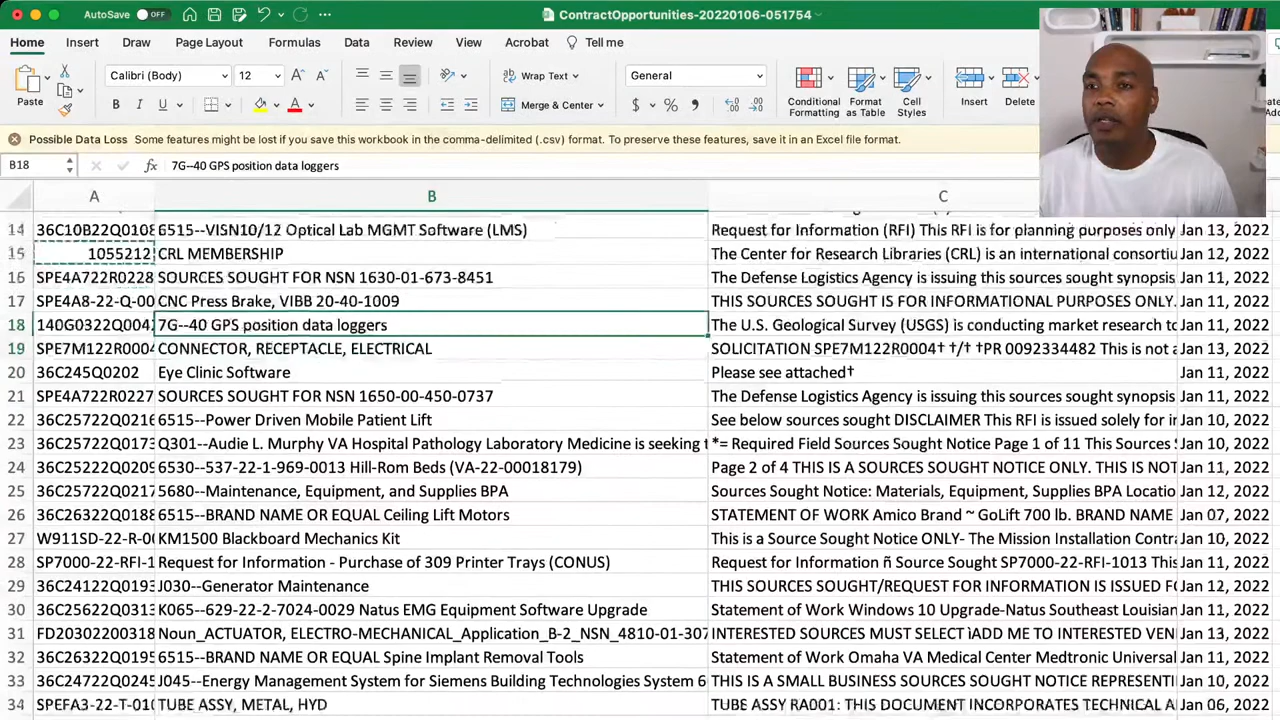 AutoSave OFF ContractOpportunities-20220106-051754
Home Insert Draw Page Layout Formulas Data Review View Acrobat Tell me
Calibri (Body) 12 Wrap Text General
Paste B I U A Merge & Center $ % Conditional Formatting Format as Table Cell Styles Insert Delete
Possible Data Loss Some features might be lost if you save this workbook in the comma-delimited (.csv) format. To preserve these features, save it in an Excel file format.
B18 fx 7G--40 GPS position data loggers
A B C
14 36C10B22Q0108 6515--VISN10/12 Optical Lab MGMT Software (LMS) Request for Information (RFI) This RFI is for planning purposes only Jan 13, 2022
15 1055212 CRL MEMBERSHIP The Center for Research Libraries (CRL) is an international consortiu Jan 12, 2022
16 SPE4A722R0228 SOURCES SOUGHT FOR NSN 1630-01-673-8451 The Defense Logistics Agency is issuing this sources sought synopsis Jan 11, 2022
17 SPE4A8-22-Q-00 CNC Press Brake, VIBB 20-40-1009 THIS SOURCES SOUGHT IS FOR INFORMATIONAL PURPOSES ONLY. Jan 11, 2022
18 140G0322Q004 7G--40 GPS position data loggers The U.S. Geological Survey (USGS) is conducting market research to Jan 11, 2022
19 SPE7M122R0004 CONNECTOR, RECEPTACLE, ELECTRICAL SOLICITATION SPE7M122R0004† †/† †PR 0092334482 This is not a Jan 13, 2022
20 36C245Q0202 Eye Clinic Software Please see attached† Jan 11, 2022
21 SPE4A722R0227 SOURCES SOUGHT FOR NSN 1650-00-450-0737 The Defense Logistics Agency is issuing this sources sought synopsis Jan 11, 2022
22 36C25722Q0216 6515--Power Driven Mobile Patient Lift See below sources sought DISCLAIMER This RFI is issued solely for in Jan 10, 2022
23 36C25722Q0173 Q301--Audie L. Murphy VA Hospital Pathology Laboratory Medicine is seeking t *= Required Field Sources Sought Notice Page 1 of 11 This Sources S Jan 10, 2022
24 36C25222Q0209 6530--537-22-1-969-0013 Hill-Rom Beds (VA-22-00018179) Page 2 of 4 THIS IS A SOURCES SOUGHT NOTICE ONLY. THIS IS NOT Jan 11, 2022
25 36C25722Q0217 5680--Maintenance, Equipment, and Supplies BPA Sources Sought Notice: Materials, Equipment, Supplies BPA Locatio Jan 12, 2022
26 36C26322Q0188 6515--BRAND NAME OR EQUAL Ceiling Lift Motors STATEMENT OF WORK Amico Brand ~ GoLift 700 lb. BRAND NAME Jan 07, 2022
27 W911SD-22-R-00 KM1500 Blackboard Mechanics Kit This is a Source Sought Notice ONLY- The Mission Installation Contra Jan 10, 2022
28 SP7000-22-RFI-1 Request for Information - Purchase of 309 Printer Trays (CONUS) Request for Information ñ Source Sought SP7000-22-RFI-1013 This Jan 11, 2022
29 36C24122Q0193 J030--Generator Maintenance THIS SOURCES SOUGHT/REQUEST FOR INFORMATION IS ISSUED F Jan 12, 2022
30 36C25622Q0313 K065--629-22-2-7024-0029 Natus EMG Equipment Software Upgrade Statement of Work Windows 10 Upgrade-Natus Southeast Louisian Jan 11, 2022
31 FD20302200318 Noun_ACTUATOR, ELECTRO-MECHANICAL_Application_B-2_NSN_4810-01-307 INTERESTED SOURCES MUST SELECT ìADD ME TO INTERESTED VEN Jan 13, 2022
32 36C26322Q0195 6515--BRAND NAME OR EQUAL Spine Implant Removal Tools Statement of Work Omaha VA Medical Center Medtronic Universal Jan 11, 2022
33 36C24722Q0245 J045--Energy Management System for Siemens Building Technologies System 6 THIS IS A SMALL BUSINESS SOURCES SOUGHT NOTICE REPRESENTI Jan 11, 2022
34 SPEFA3-22-T-010 TUBE ASSY, METAL, HYD TUBE ASSY RA001: THIS DOCUMENT INCORPORATES TECHNICAL A Jan 06, 2022